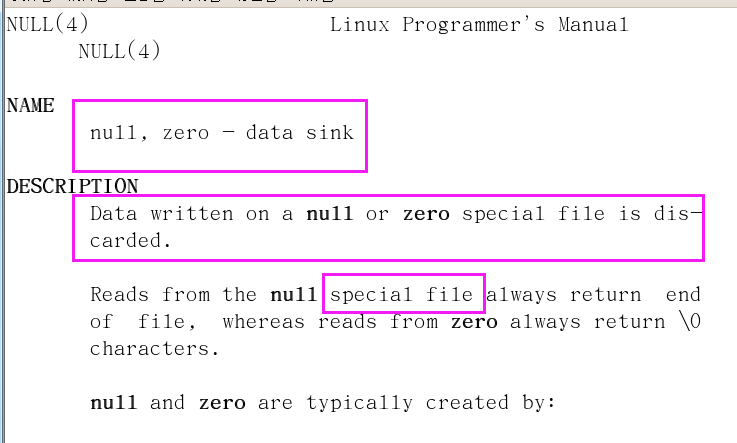 NULL(4) Linux Programmer's Manual
NULL(4)
NAME
null, zero - data sink
DESCRIPTION
Data written on a null or zero special file is dis-
carded.
Reads from the null special file always return end
of file, whereas reads from zero always return \0
characters.
null and zero are typically created by: